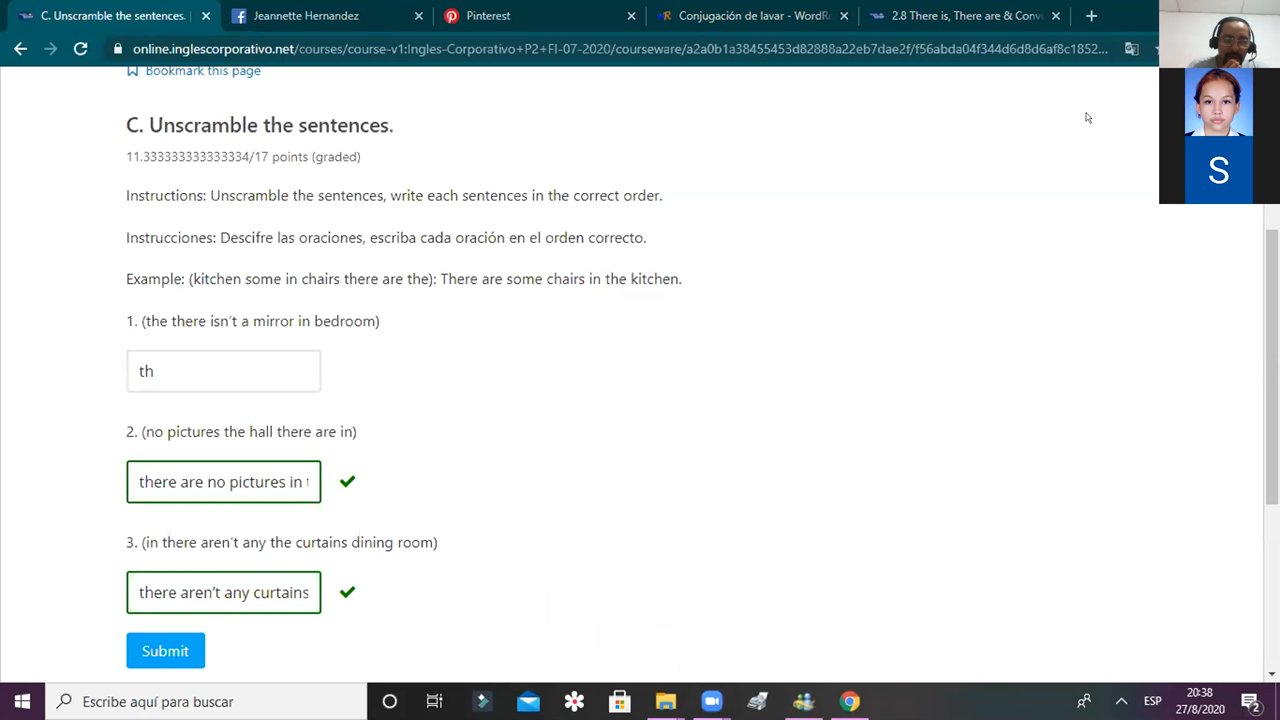 C. Unscramble the sentences.
Jeannette Hernandez
Pinterest
Conjugación de lavar - WordR
2.8 There is, There are & Conv
online.inglescorporativo.net/courses/course-v1:Ingles-Corporativo+P2+FI-07-2020/courseware/a2a0b1a38455453d82888a22eb7dae2f/f56abda04f344d6d8d6af8c1852...
Bookmark this page
S
C. Unscramble the sentences.
11.333333333333334/17 points (graded)
Instructions: Unscramble the sentences, write each sentences in the correct order.
Instrucciones: Descifre las oraciones, escriba cada oración en el orden correcto.
Example: (kitchen some in chairs there are the): There are some chairs in the kitchen.
1. (the there isn´t a mirror in bedroom)
th
2. (no pictures the hall there are in)
there are no pictures in t
3. (in there aren´t any the curtains dining room)
there aren’t any curtains
Submit
Escribe aquí para buscar
ESP
20:38
27/8/2020
2